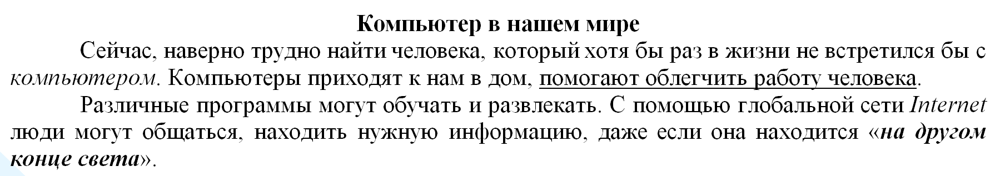 Компьютер в нашем мире
Сейчас, наверно трудно найти человека, который хотя бы раз в жизни не встретился бы с
компьютером. Компьютеры приходят к нам в дом, помогают облегчить работу человека.
Различные программы могут обучать и развлекать. С помощью глобальной сети Internet
люди могут общаться, находить нужную информацию, даже если она находится «на другом
конце света».